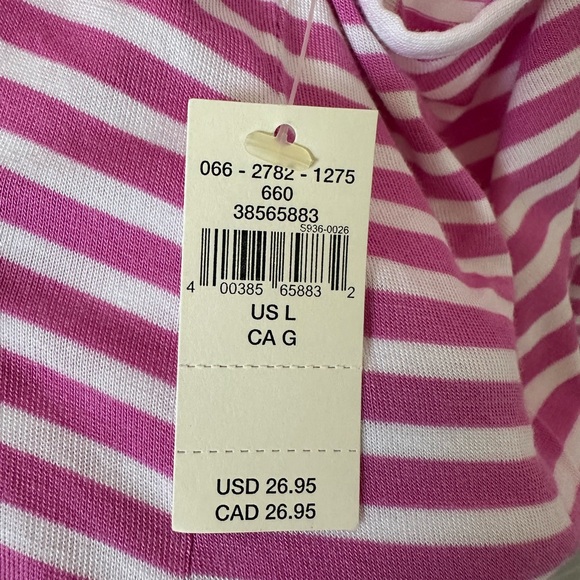 066 - 2782 - 1275
660
38565883
S936-0026
4 00385 65883 2
US L
CA G
USD 26.95
CAD 26.95